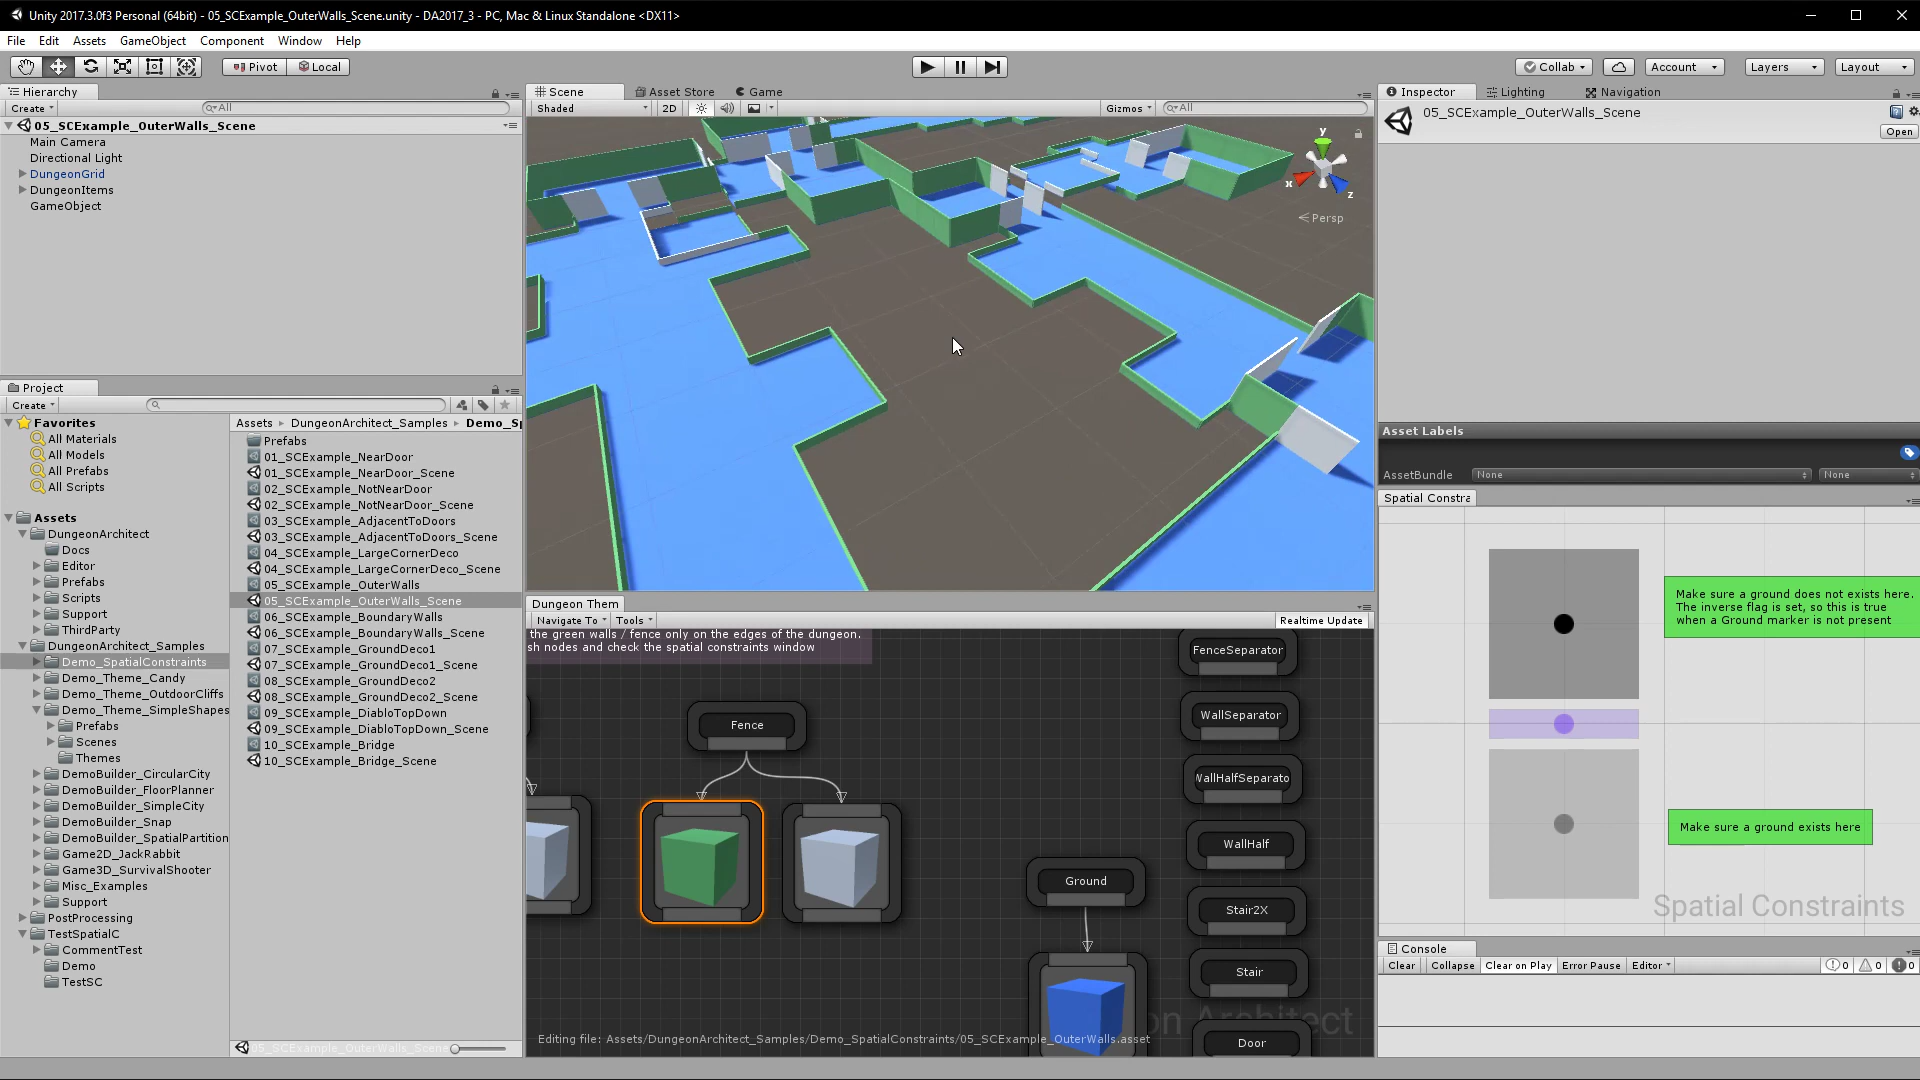 Unity 2017.3.0f3 Personal (64bit) - 05_SCExample_OuterWalls_Scene.unity - DA2017_3 - PC, Mac & Linux Standalone <DX11>
File Edit Assets GameObject Component Window Help
Pivot Local Collab Account Layers Layout
Hierarchy
Create All
05_SCExample_OuterWalls_Scene
Main Camera
Directional Light
DungeonGrid
DungeonItems
GameObject
Scene Asset Store Game
Shaded 2D Gizmos All
y
x
z
Persp
Inspector Lighting Navigation
05_SCExample_OuterWalls_Scene
Open
Asset Labels
AssetBundle None None
Project
Create
Favorites
All Materials
All Models
All Prefabs
All Scripts
Assets
DungeonArchitect
Docs
Editor
Prefabs
Scripts
Support
ThirdParty
DungeonArchitect_Samples
Demo_SpatialConstraints
Demo_Theme_Candy
Demo_Theme_OutdoorCliffs
Demo_Theme_SimpleShapes
Prefabs
Scenes
Themes
DemoBuilder_CircularCity
DemoBuilder_FloorPlanner
DemoBuilder_SimpleCity
DemoBuilder_Snap
DemoBuilder_SpatialPartition
Game2D_JackRabbit
Game3D_SurvivalShooter
Misc_Examples
Support
PostProcessing
TestSpatialC
CommentTest
Demo
TestSC
Assets DungeonArchitect_Samples Demo_Sp
Prefabs
01_SCExample_NearDoor
01_SCExample_NearDoor_Scene
02_SCExample_NotNearDoor
02_SCExample_NotNearDoor_Scene
03_SCExample_AdjacentToDoors
03_SCExample_AdjacentToDoors_Scene
04_SCExample_LargeCornerDeco
04_SCExample_LargeCornerDeco_Scene
05_SCExample_OuterWalls
05_SCExample_OuterWalls_Scene
06_SCExample_BoundaryWalls
06_SCExample_BoundaryWalls_Scene
07_SCExample_GroundDeco1
07_SCExample_GroundDeco1_Scene
08_SCExample_GroundDeco2
08_SCExample_GroundDeco2_Scene
09_SCExample_DiabloTopDown
09_SCExample_DiabloTopDown_Scene
10_SCExample_Bridge
10_SCExample_Bridge_Scene
05_SCExample_OuterWalls_Scene
Dungeon Them
Navigate To Tools Realtime Update
the green walls / fence only on the edges of the dungeon.
sh nodes and check the spatial constraints window
Fence
Ground
FenceSeparator
WallSeparator
WallHalfSeparato
WallHalf
Stair2X
Stair
Door
on Architect
Editing file: Assets/DungeonArchitect_Samples/Demo_SpatialConstraints/05_SCExample_OuterWalls.asset
Spatial Constra
Make sure a ground does not exists here.
The inverse flag is set, so this is true
when a Ground marker is not present
Make sure a ground exists here
Spatial Constraints
Console
Clear Collapse Clear on Play Error Pause Editor 0 0 0